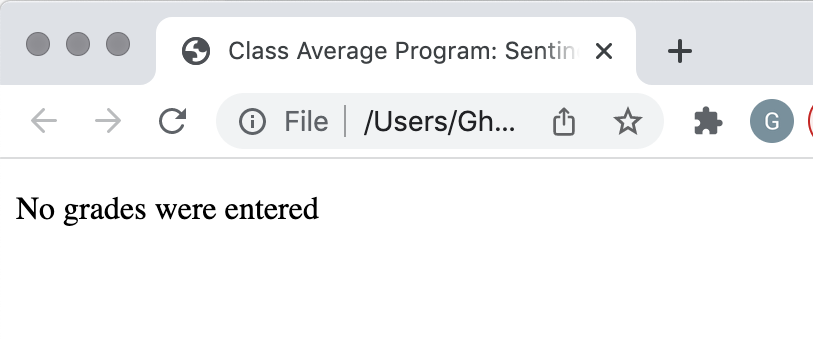 Class Average Program: Sentin
File
/Users/Gh...
G
No grades were entered